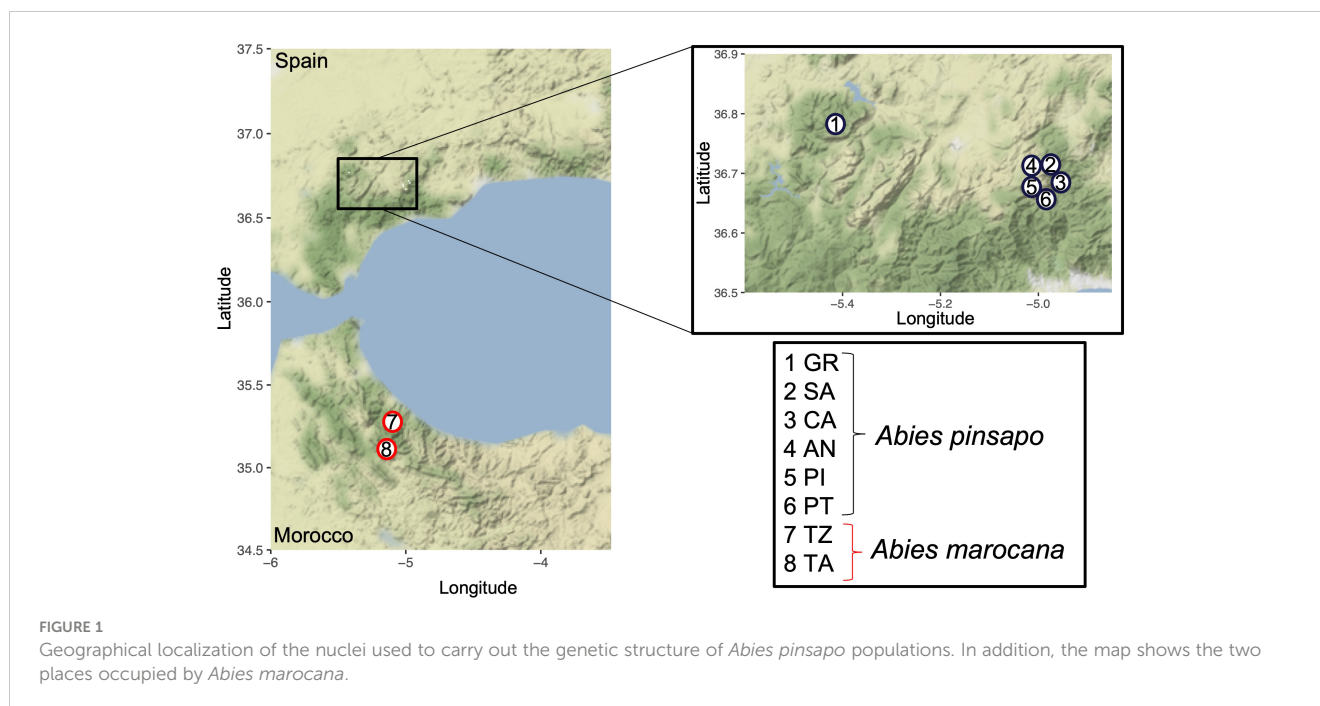 Spain
37.5
37.0
36.5
36.0
35.5
35.0
34.5
Latitude
7
8
Morocco
−6
−5
−4
Longitude
36.9
36.8
36.7
36.6
36.5
Latitude
1
4 2
5 3
6
−5.4
−5.2
−5.0
Longitude
1 GR
2 SA
3 CA
4 AN
5 PI
6 PT
Abies pinsapo
7 TZ
8 TA
Abies marocana
FIGURE 1
Geographical localization of the nuclei used to carry out the genetic structure of Abies pinsapo populations. In addition, the map shows the two
places occupied by Abies marocana.